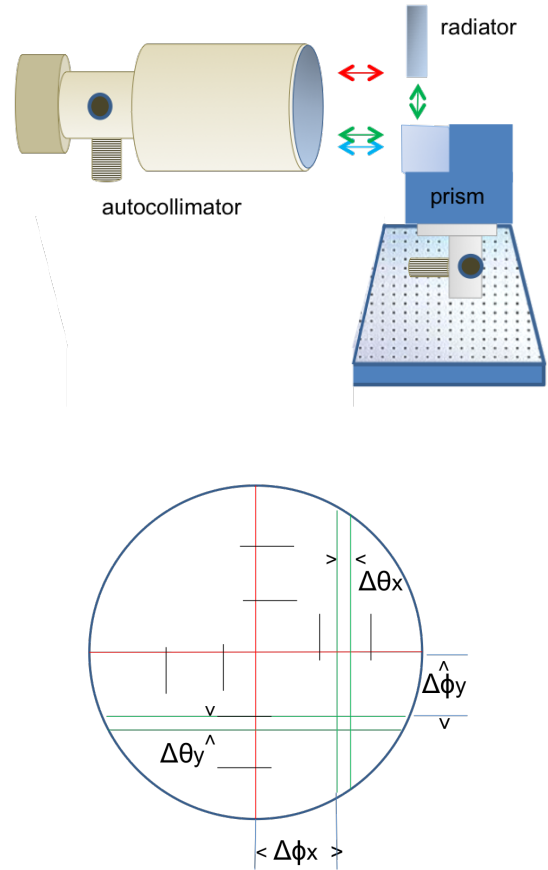 radiator
autocollimator
prism
> <
Δθx
^
Δϕy
v
v
Δθy ^
< Δϕx >